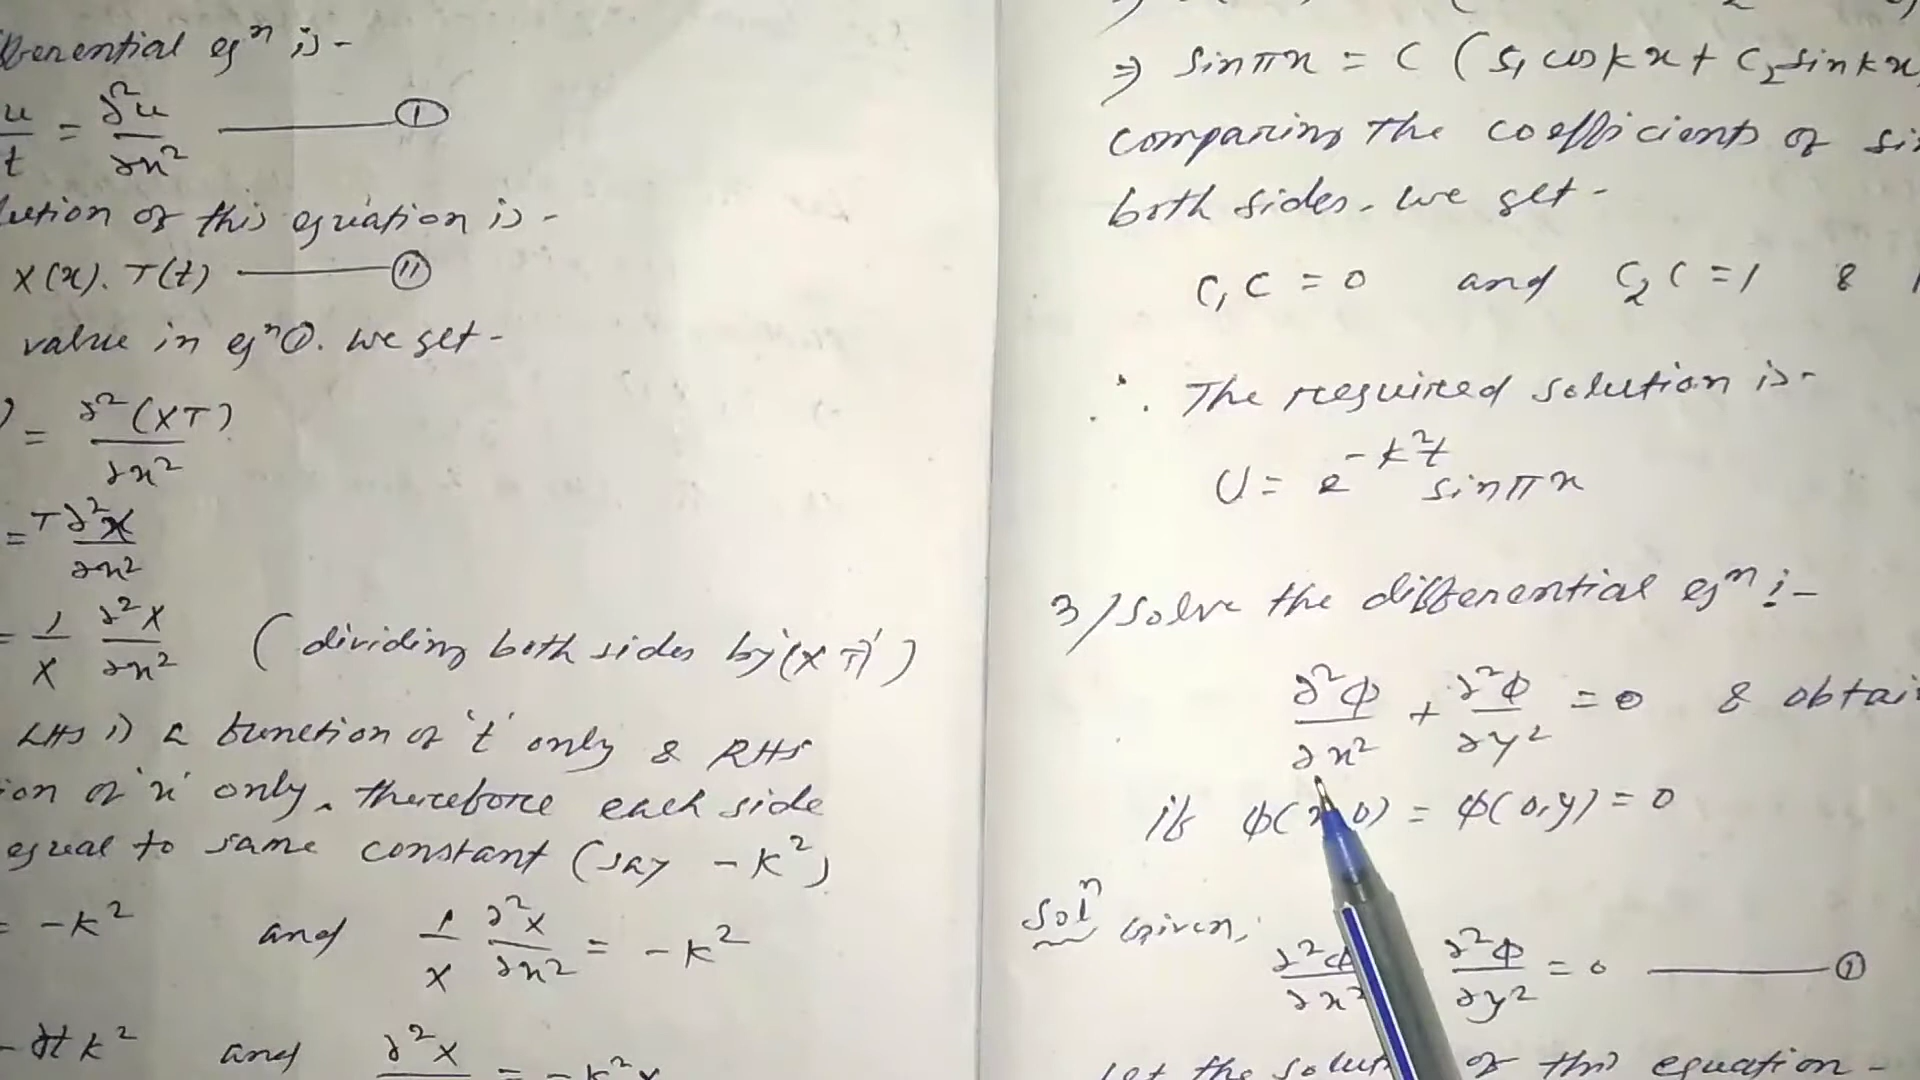 fferential eqn is -
u/t = ∂²u/∂x² ——— (I)
lution of this equation is -
X(x). T(t) ——— (II)
value in eqn (I). we get -
) = ∂²(XT)/∂x²
= T ∂²X/∂x²
= 1/X ∂²X/∂x² (dividing both sides by (XT))
LHS is a function of 't' only & RHS
ion of 'x' only, therefore each side
equal to same constant (say -k²)
= -k² and 1/X ∂²X/∂x² = -k²
and ∂²X = -k²X
⇒ sinπx = C (C₁ cos kx + C₂ sin kx
comparing the coefficients of
both sides. we get -
C₁C = 0 and C₂C = 1 &
∴ The required solution is -
U = e^-k²t sinπx
3/ Solve the differential eqn :-
∂²Φ/∂x² + ∂²Φ/∂y² = 0 & obtai
if Φ( 0) = Φ(0,y) = 0
Soln Given,
∂²Φ/∂x² ∂²Φ/∂y² = 0 ——— (I)
Let the solut of this equation -